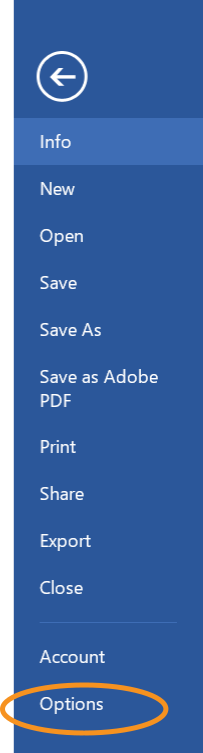 Info
New
Open
Save
Save As
Save as Adobe
PDF
Print
Share
Export
Close
Account
Options